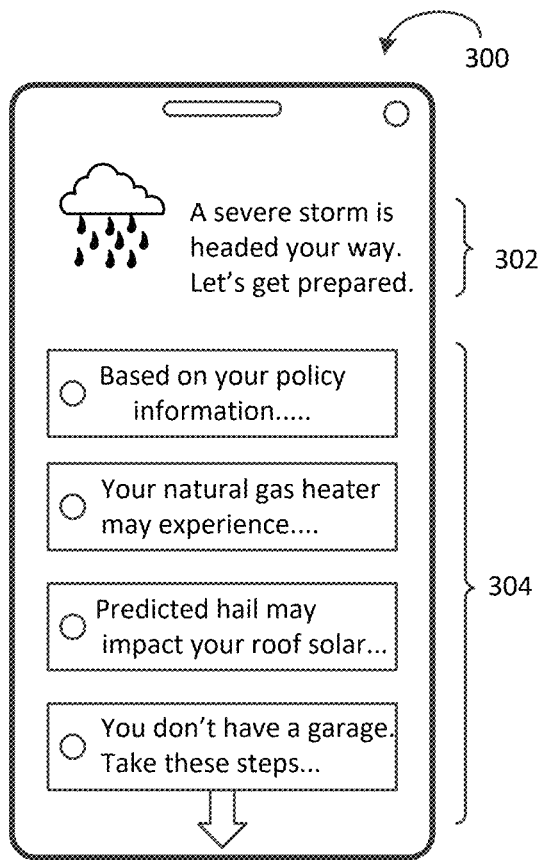 300
A severe storm is
headed your way.
Let's get prepared.
302
Based on your policy
information.....
Your natural gas heater
may experience....
304
Predicted hail may
impact your roof solar...
You don't have a garage.
Take these steps...